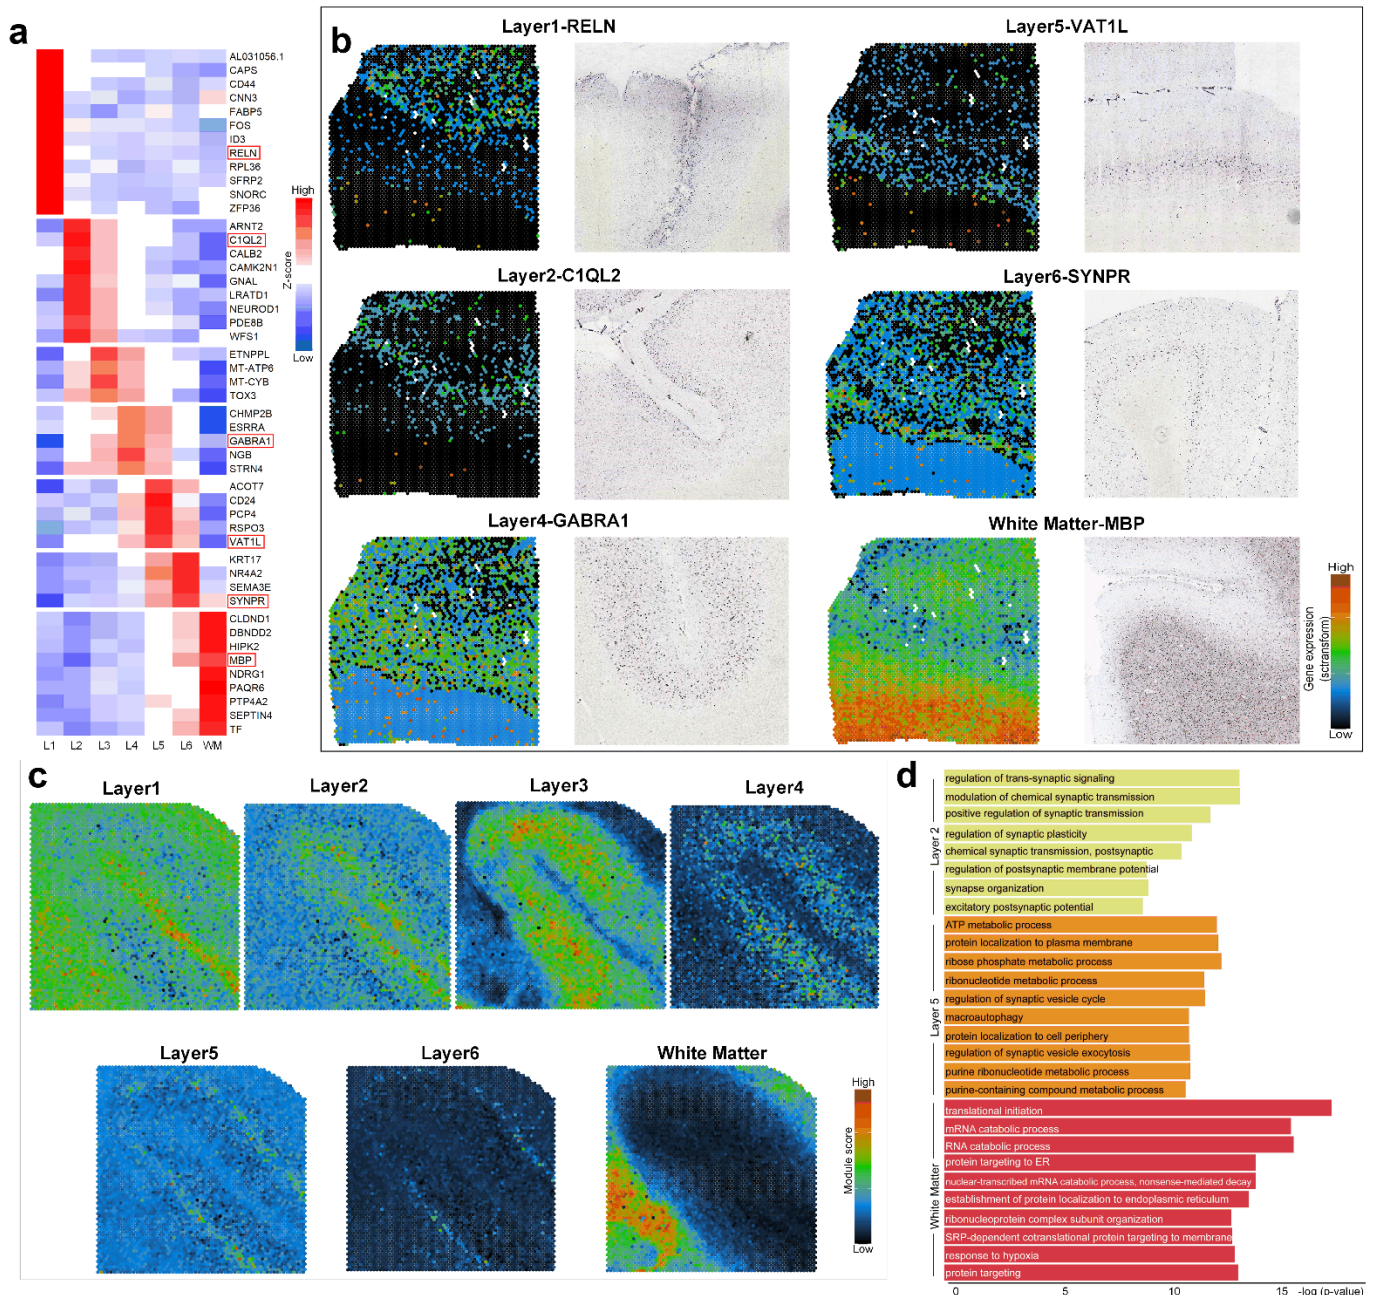 a
AL031056.1
CAPS
CD44
CNN3
FABP5
FOS
ID3
RELN
RPL36
SFRP2
SNORC
ZFP36
ARNT2
C1QL2
CALB2
CAMK2N1
GNAL
LRATD1
NEUROD1
PDE8B
WFS1
ETNPPL
MT-ATP6
MT-CYB
TOX3
CHMP2B
ESRRA
GABRA1
NGB
STRN4
ACOT7
CD24
PCP4
RSPO3
VAT1L
KRT17
NR4A2
SEMA3E
SYNPR
CLDND1
DBNDD2
HIPK2
MBP
NDRG1
PAQR6
PTP4A2
SEPTIN4
TF
L1 L2 L3 L4 L5 L6 WM
High
Z-score
Low
b
Layer1-RELN
Layer5-VAT1L
Layer2-C1QL2
Layer6-SYNPR
Layer4-GABRA1
White Matter-MBP
High
Gene expression
(sctransform)
Low
c
Layer1
Layer2
Layer3
Layer4
Layer5
Layer6
White Matter
High
Module score
Low
d
Layer 2
regulation of trans-synaptic signaling
modulation of chemical synaptic transmission
positive regulation of synaptic transmission
regulation of synaptic plasticity
chemical synaptic transmission, postsynaptic
regulation of postsynaptic membrane potential
synapse organization
excitatory postsynaptic potential
Layer 5
ATP metabolic process
protein localization to plasma membrane
ribose phosphate metabolic process
ribonucleotide metabolic process
regulation of synaptic vesicle cycle
macroautophagy
protein localization to cell periphery
regulation of synaptic vesicle exocytosis
purine ribonucleotide metabolic process
purine-containing compound metabolic process
White Matter
translational initiation
mRNA catabolic process
RNA catabolic process
protein targeting to ER
nuclear-transcribed mRNA catabolic process, nonsense-mediated decay
establishment of protein localization to endoplasmic reticulum
ribonucleoprotein complex subunit organization
SRP-dependent cotranslational protein targeting to membrane
response to hypoxia
protein targeting
0 5 10 15 -log (p-value)